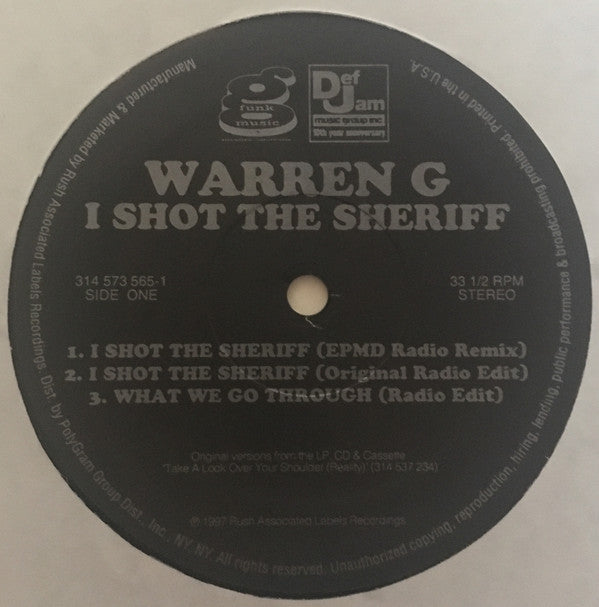 g
funk
music
Def
Jam
music group inc
10th year anniversary
WARREN G
I SHOT THE SHERIFF
314 573 565-1
SIDE ONE
33 1/2 RPM
STEREO
1. I SHOT THE SHERIFF (EPMD Radio Remix)
2. I SHOT THE SHERIFF (Original Radio Edit)
3. WHAT WE GO THROUGH (Radio Edit)
Original versions from the LP, CD & Cassette
'Take A Look Over Your Shoulder (Reality)' (314 537 234)
℗ 1997 Rush Associated Labels Recordings
Manufactured & Marketed by Rush Associated Labels Recordings. Dist. by PolyGram Group Dist., Inc., NY, NY. All rights reserved. Unauthorized copying, reproduction, hiring, lending, public performance & broadcasting prohibited. Printed in the U.S.A.